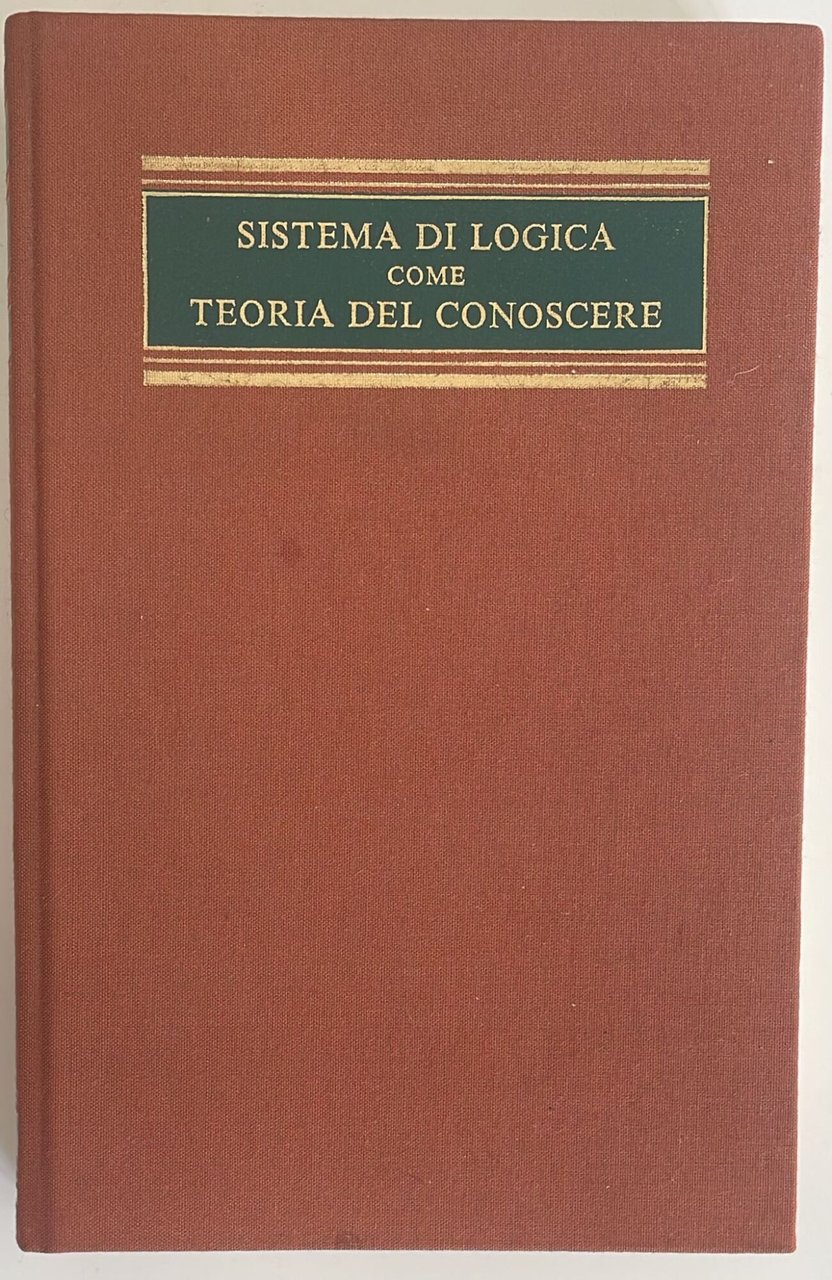 SISTEMA DI LOGICA
COME
TEORIA DEL CONOSCERE